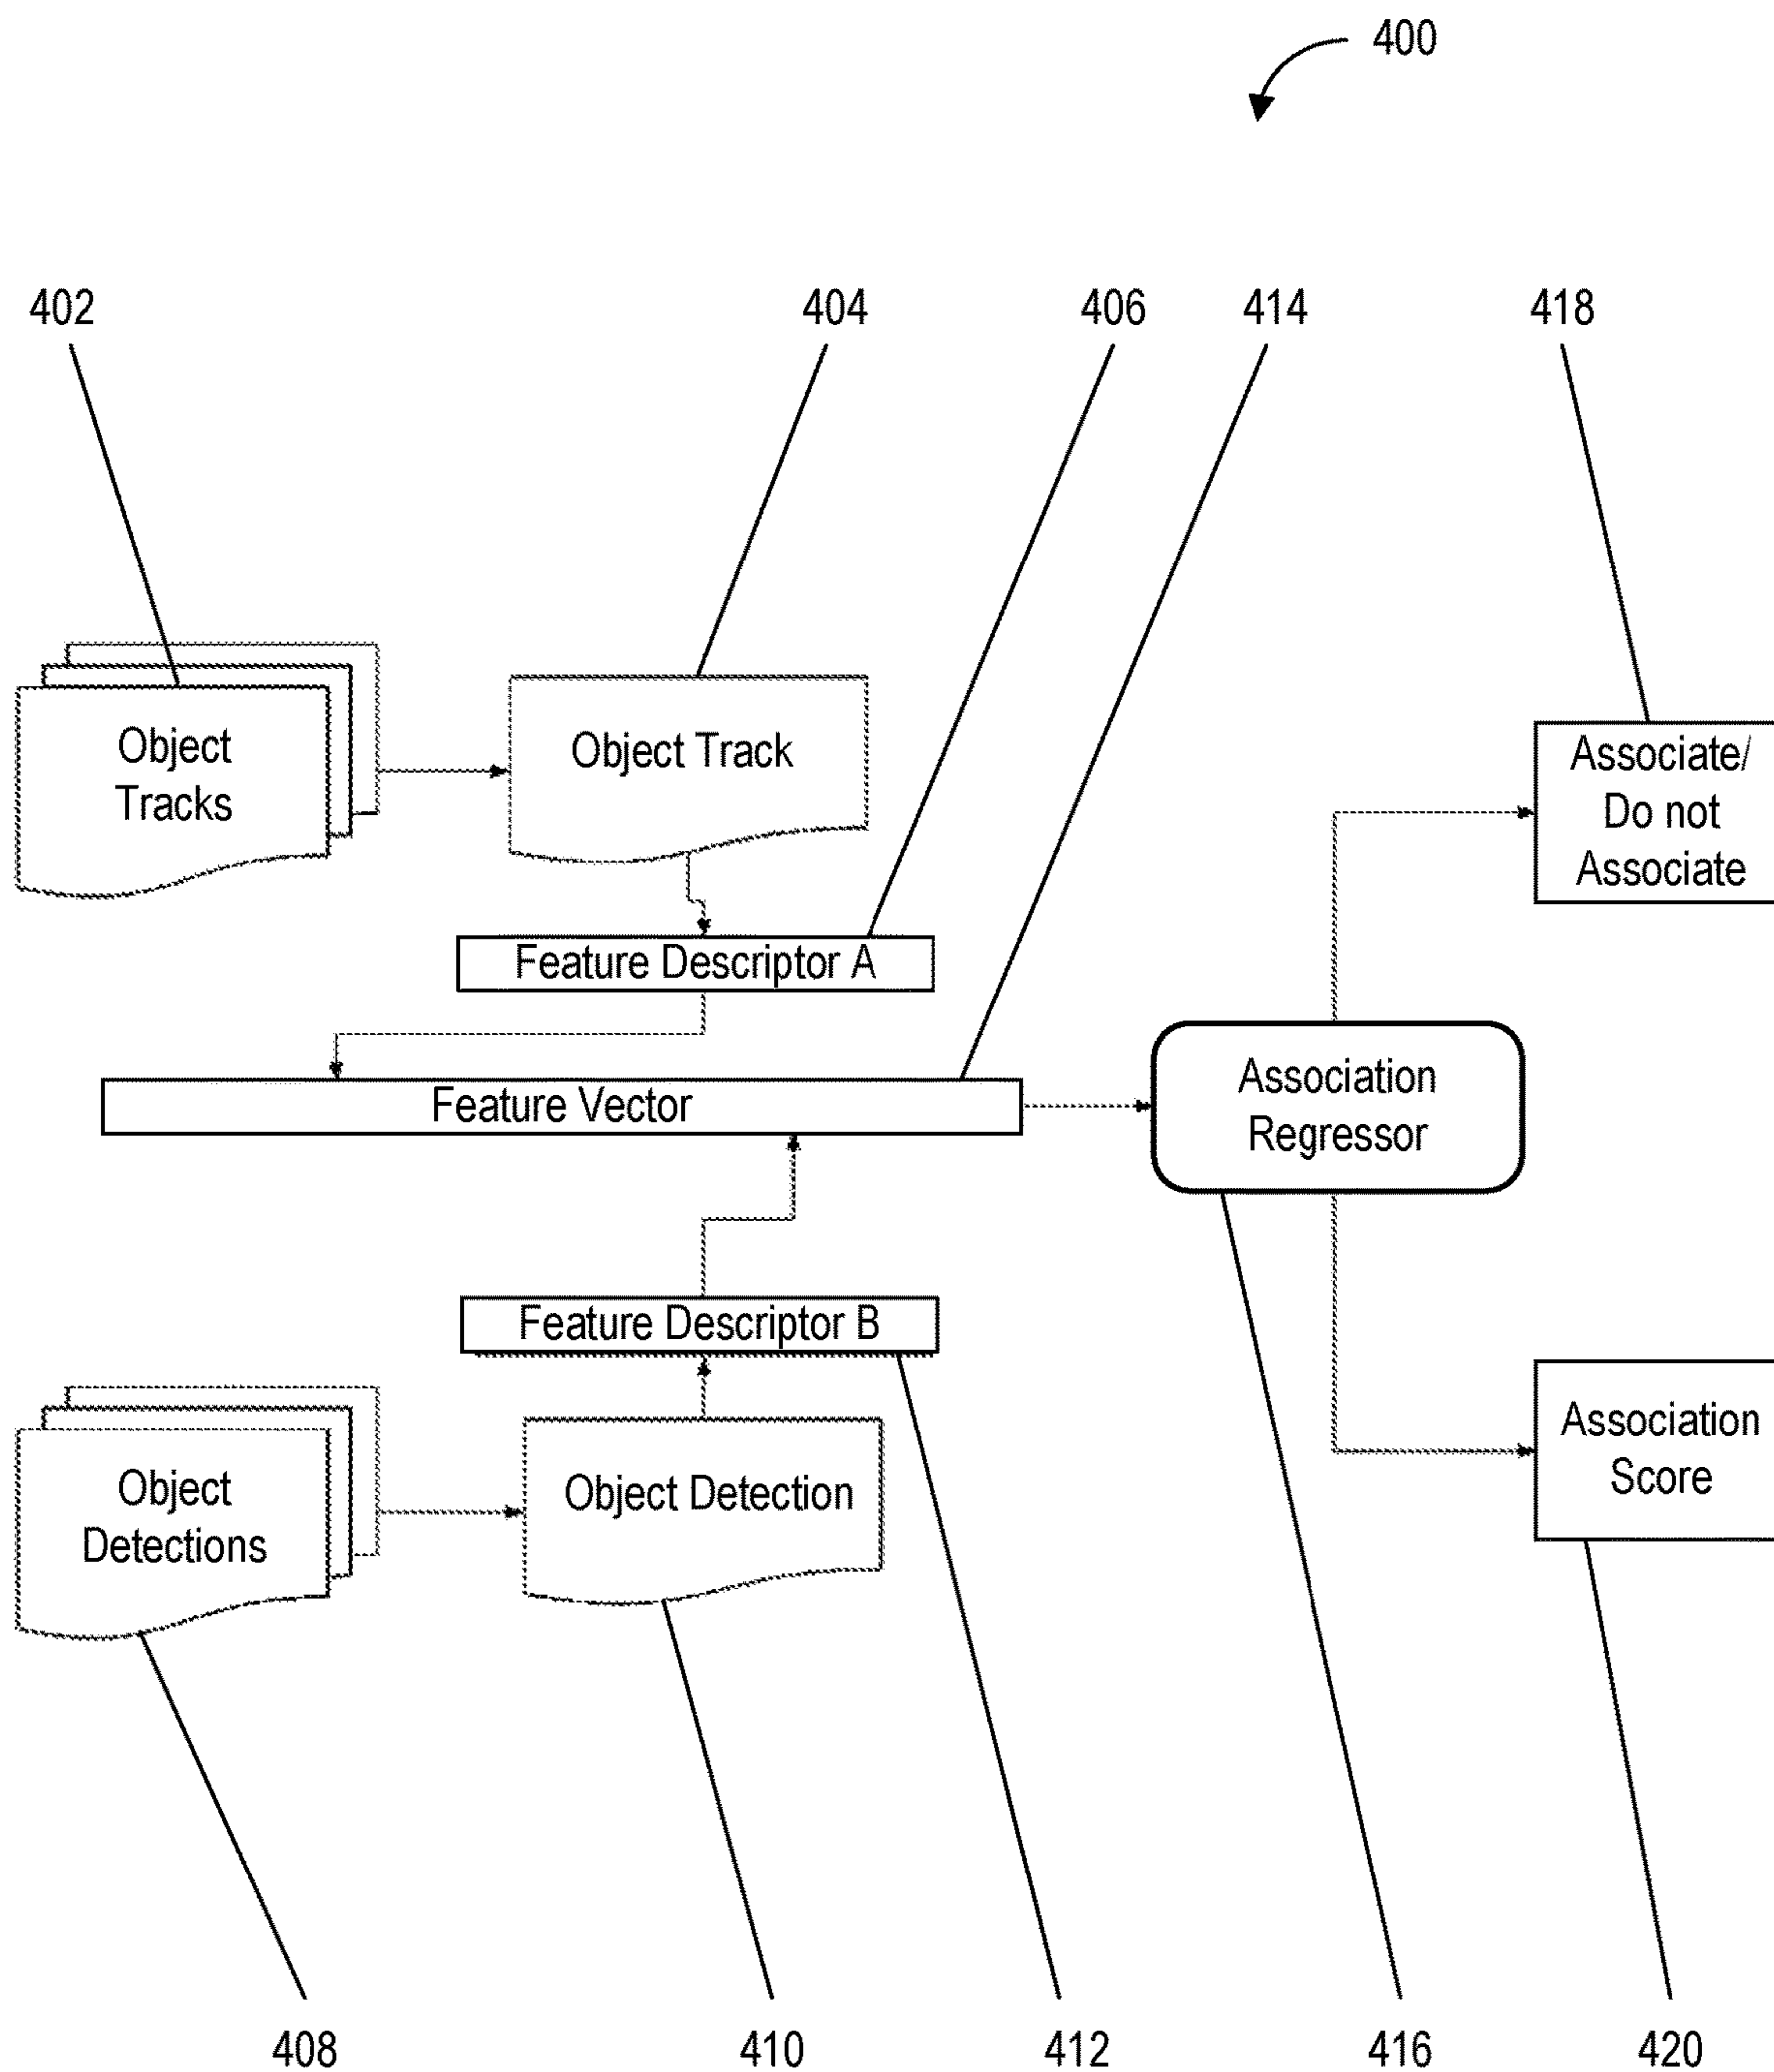 400
402
404
406
414
418
Object
Tracks
Object Track
Associate/
Do not
Associate
Feature Descriptor A
Feature Vector
Association
Regressor
Feature Descriptor B
Object
Detections
Object Detection
Association
Score
408
410
412
416
420